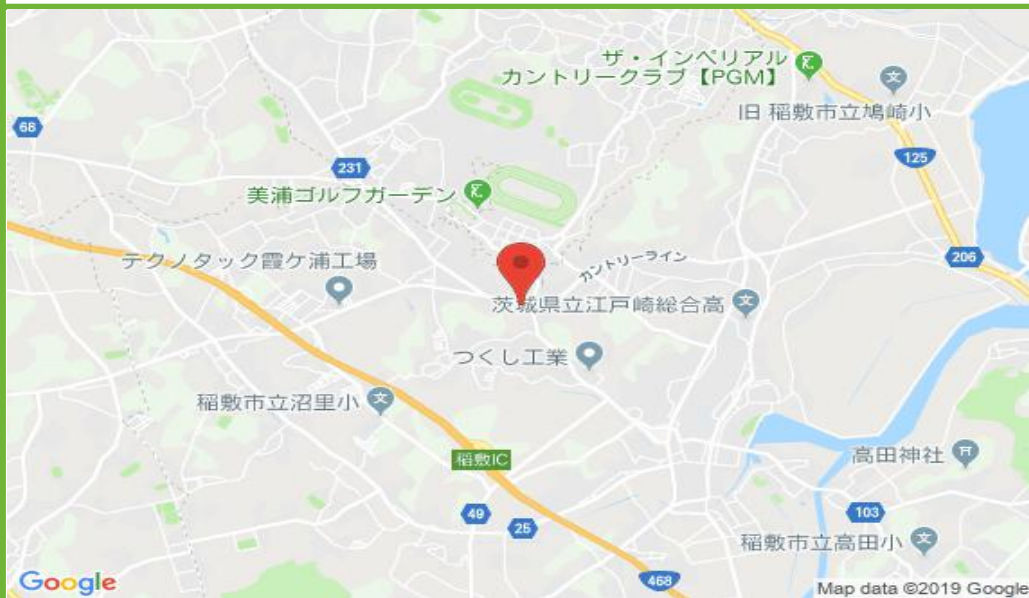 ザ・インペリアル
カントリークラブ【PGM】
旧 稲敷市立鳩崎小
68
125
231
美浦ゴルフガーデン
カントリーライン
206
テクノタック霞ケ浦工場
茨城県立江戸崎総合高
つくし工業
稲敷市立沼里小
高田神社
稲敷IC
49
25
103
稲敷市立高田小
468
Google
Map data ©2019 Google